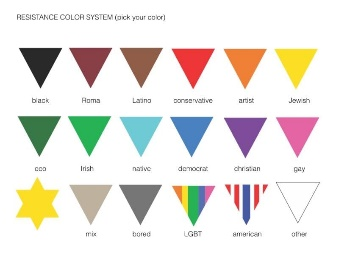 RESISTANCE COLOR SYSTEM (pick your color)
black Roma Latino conservative artist Jewish
eco Irish native democrat christian gay
mix bored LGBT american other